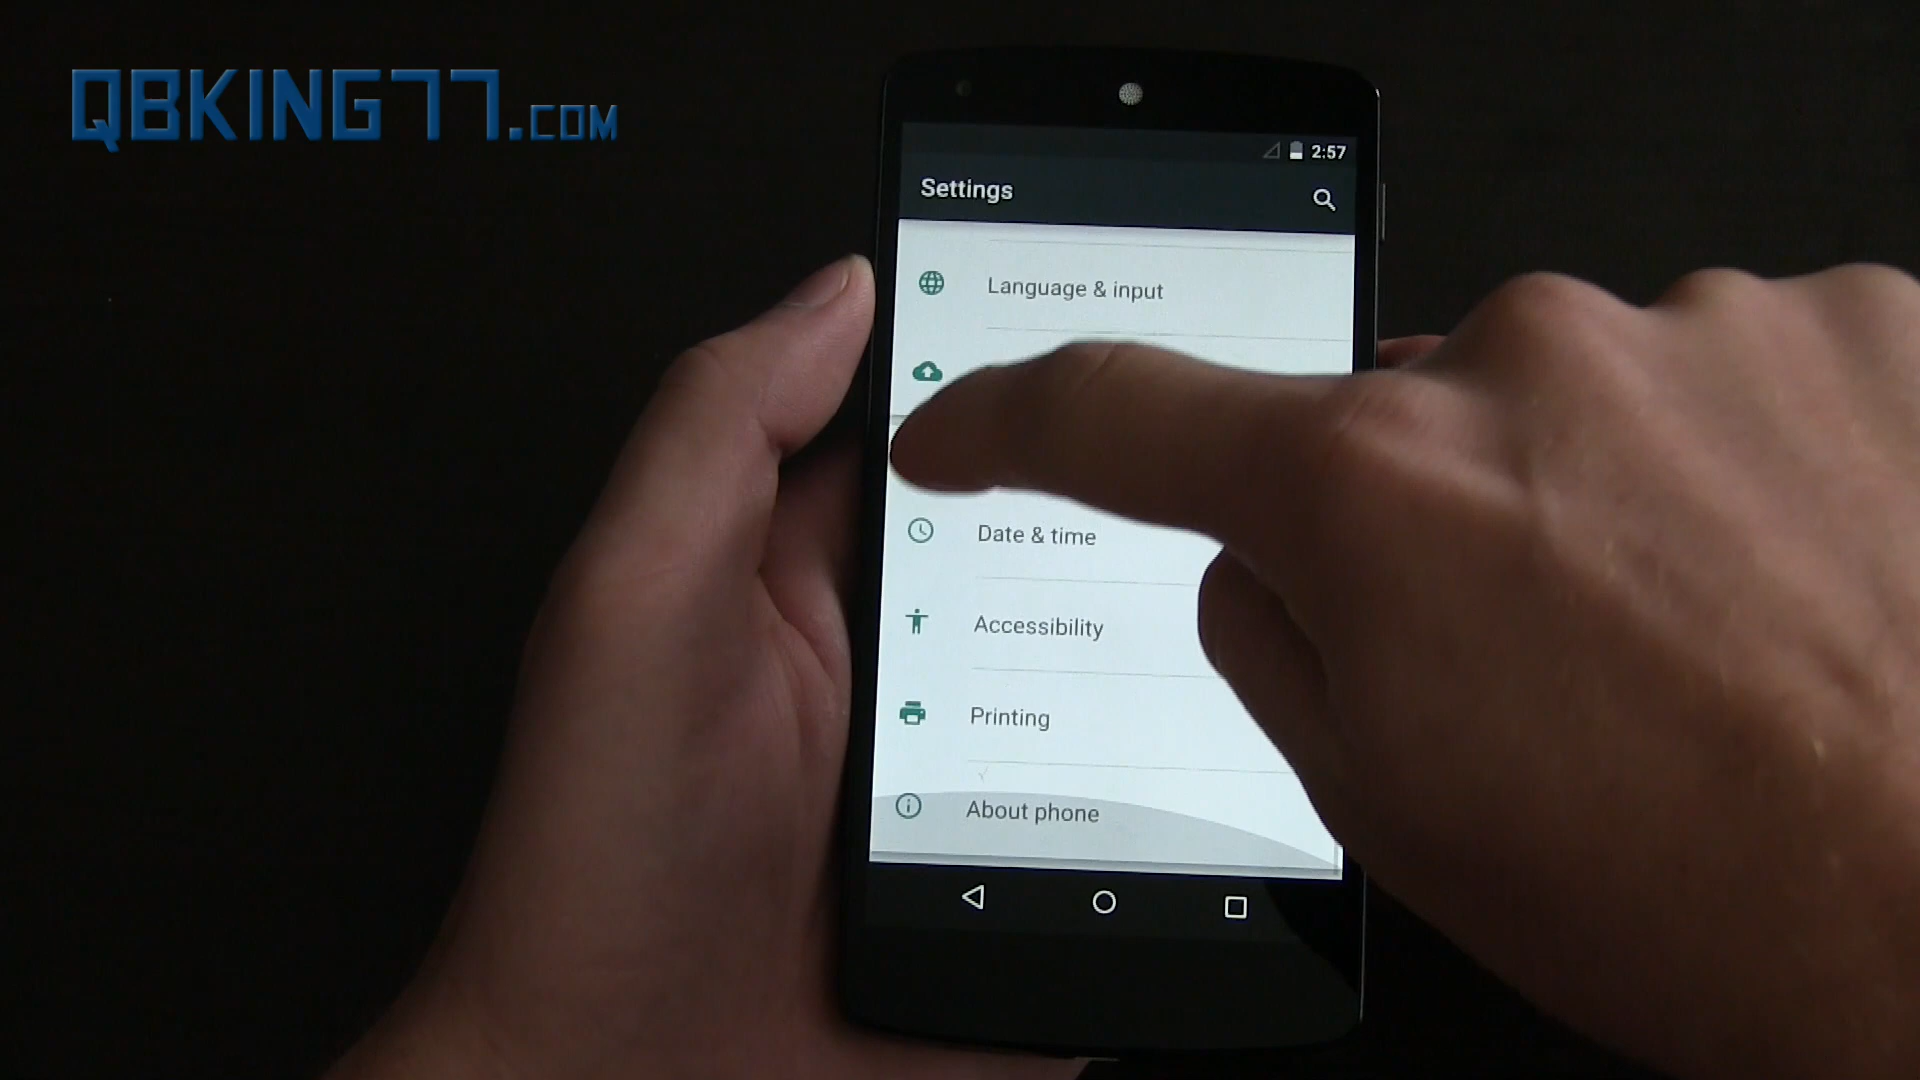 QBKING77.COM
2:57
Settings
Language & input
Date & time
Accessibility
Printing
About phone